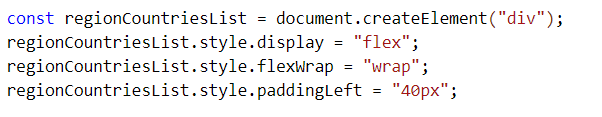 const regionCountriesList = document.createElement("div");
regionCountriesList.style.display = "flex";
regionCountriesList.style.flexWrap = "wrap";
regionCountriesList.style.paddingLeft = "40px";